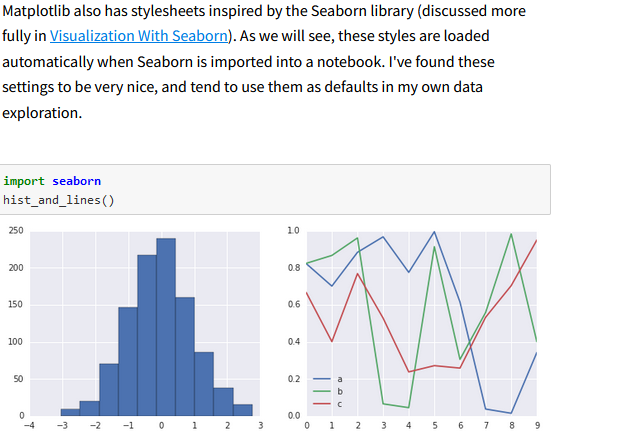 Matplotlib also has stylesheets inspired by the Seaborn library (discussed more
fully in Visualization With Seaborn). As we will see, these styles are loaded
automatically when Seaborn is imported into a notebook. I've found these
settings to be very nice, and tend to use them as defaults in my own data
exploration.
import seaborn
hist_and_lines()
250
200
150
100
50
0
−4 −3 −2 −1 0 1 2 3
1.0
0.8
0.6
0.4
0.2
0.0
a
b
c
0 1 2 3 4 5 6 7 8 9